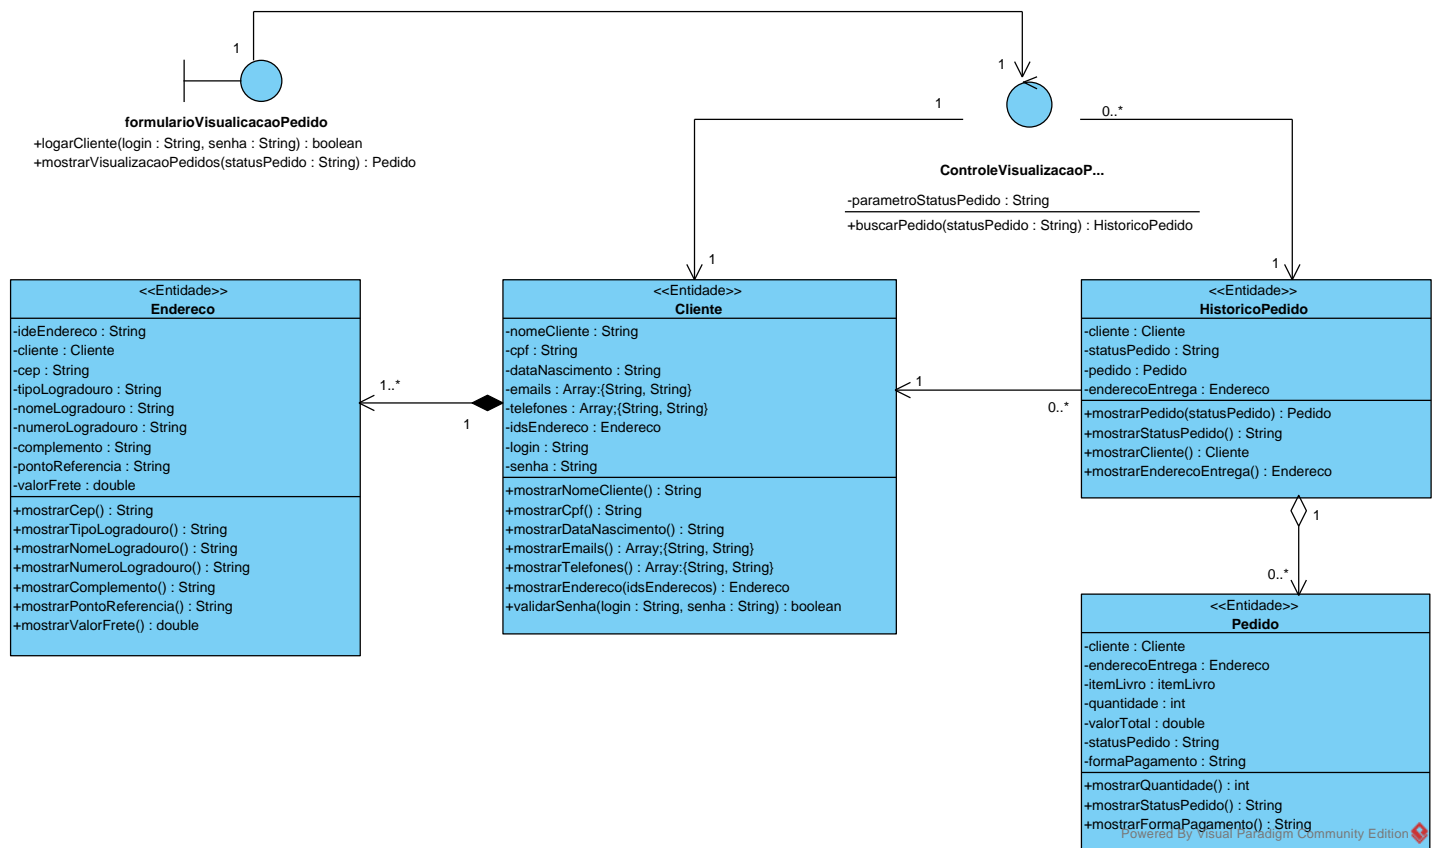 1
1
formularioVisualicacaoPedido
+logarCliente(login : String, senha : String) : boolean
+mostrarVisualizacaoPedidos(statusPedido : String) : Pedido
1
0..*
ControleVisualizacaoP...
-parametroStatusPedido : String
+buscarPedido(statusPedido : String) : HistoricoPedido
1
1
<<Entidade>>
Endereco
-ideEndereco : String
-cliente : Cliente
-cep : String
-tipoLogradouro : String
-nomeLogradouro : String
-numeroLogradouro : String
-complemento : String
-pontoReferencia : String
-valorFrete : double
+mostrarCep() : String
+mostrarTipoLogradouro() : String
+mostrarNomeLogradouro() : String
+mostrarNumeroLogradouro() : String
+mostrarComplemento() : String
+mostrarPontoReferencia() : String
+mostrarValorFrete() : double
1..*
1
<<Entidade>>
Cliente
-nomeCliente : String
-cpf : String
-dataNascimento : String
-emails : Array:{String, String}
-telefones : Array;{String, String}
-idsEndereco : Endereco
-login : String
-senha : String
+mostrarNomeCliente() : String
+mostrarCpf() : String
+mostrarDataNascimento() : String
+mostrarEmails() : Array;{String, String}
+mostrarTelefones() : Array:{String, String}
+mostrarEndereco(idsEnderecos) : Endereco
+validarSenha(login : String, senha : String) : boolean
1
0..*
<<Entidade>>
HistoricoPedido
-cliente : Cliente
-statusPedido : String
-pedido : Pedido
-enderecoEntrega : Endereco
+mostrarPedido(statusPedido) : Pedido
+mostrarStatusPedido() : String
+mostrarCliente() : Cliente
+mostrarEnderecoEntrega() : Endereco
1
0..*
<<Entidade>>
Pedido
-cliente : Cliente
-enderecoEntrega : Endereco
-itemLivro : itemLivro
-quantidade : int
-valorTotal : double
-statusPedido : String
-formaPagamento : String
+mostrarQuantidade() : int
+mostrarStatusPedido() : String
+mostrarFormaPagamento() : String
Powered By Visual Paradigm Community Edition